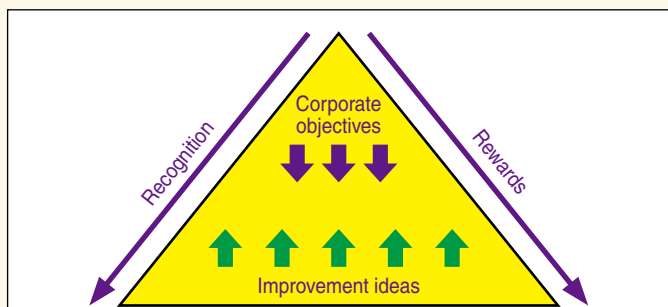 Corporate
objectives
Recognition
Rewards
Improvement ideas